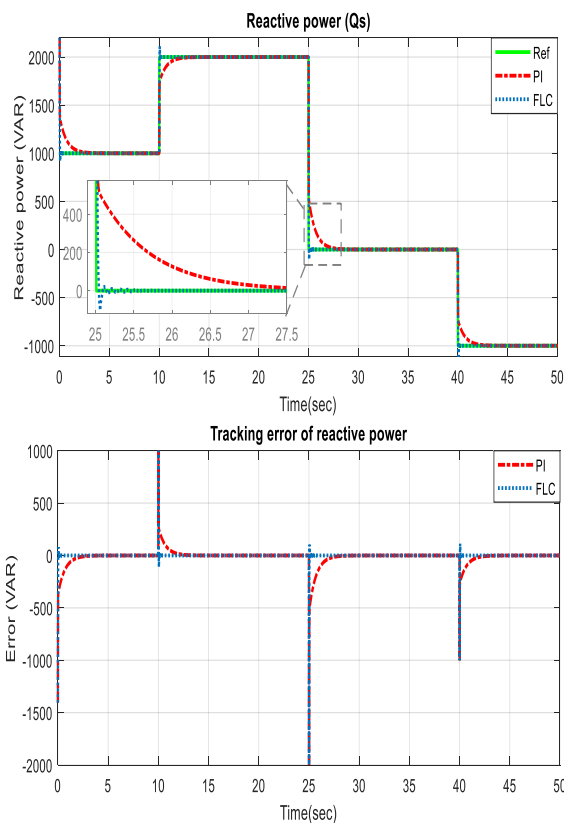 Reactive power (Qs)
Reactive power (VAR)
2000
1500
1000
500
0
-500
-1000
Ref
PI
FLC
400
200
0
25 25.5 26 26.5 27 27.5
0 5 10 15 20 25 30 35 40 45 50
Time(sec)
Tracking error of reactive power
Error (VAR)
1000
500
0
-500
-1000
-1500
-2000
PI
FLC
0 5 10 15 20 25 30 35 40 45 50
Time(sec)